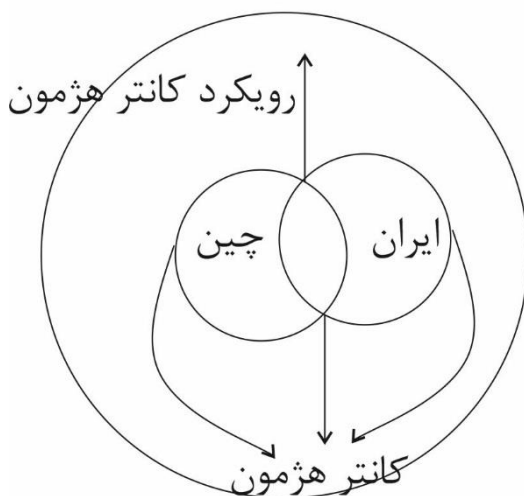 رویکرد کانتر هژمون
ایران
چین
کانتر هژمون